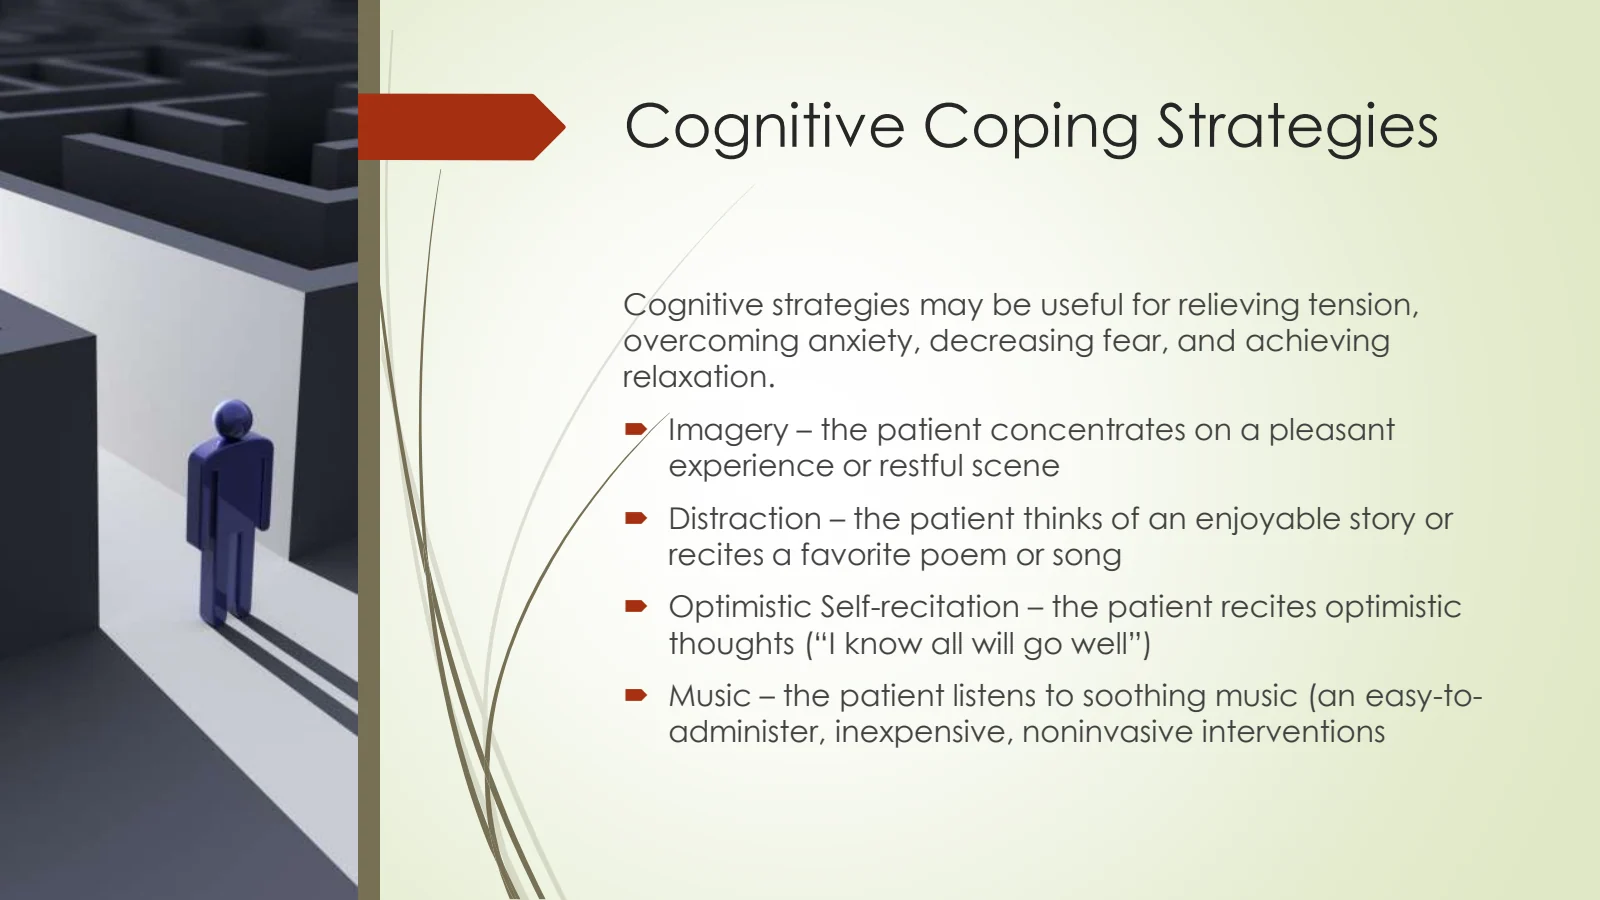 Cognitive Coping Strategies
Cognitive strategies may be useful for relieving tension,
overcoming anxiety, decreasing fear, and achieving
relaxation.
Imagery – the patient concentrates on a pleasant
experience or restful scene
Distraction – the patient thinks of an enjoyable story or
recites a favorite poem or song
Optimistic Self-recitation – the patient recites optimistic
thoughts (“I know all will go well”)
Music – the patient listens to soothing music (an easy-to-
administer, inexpensive, noninvasive interventions